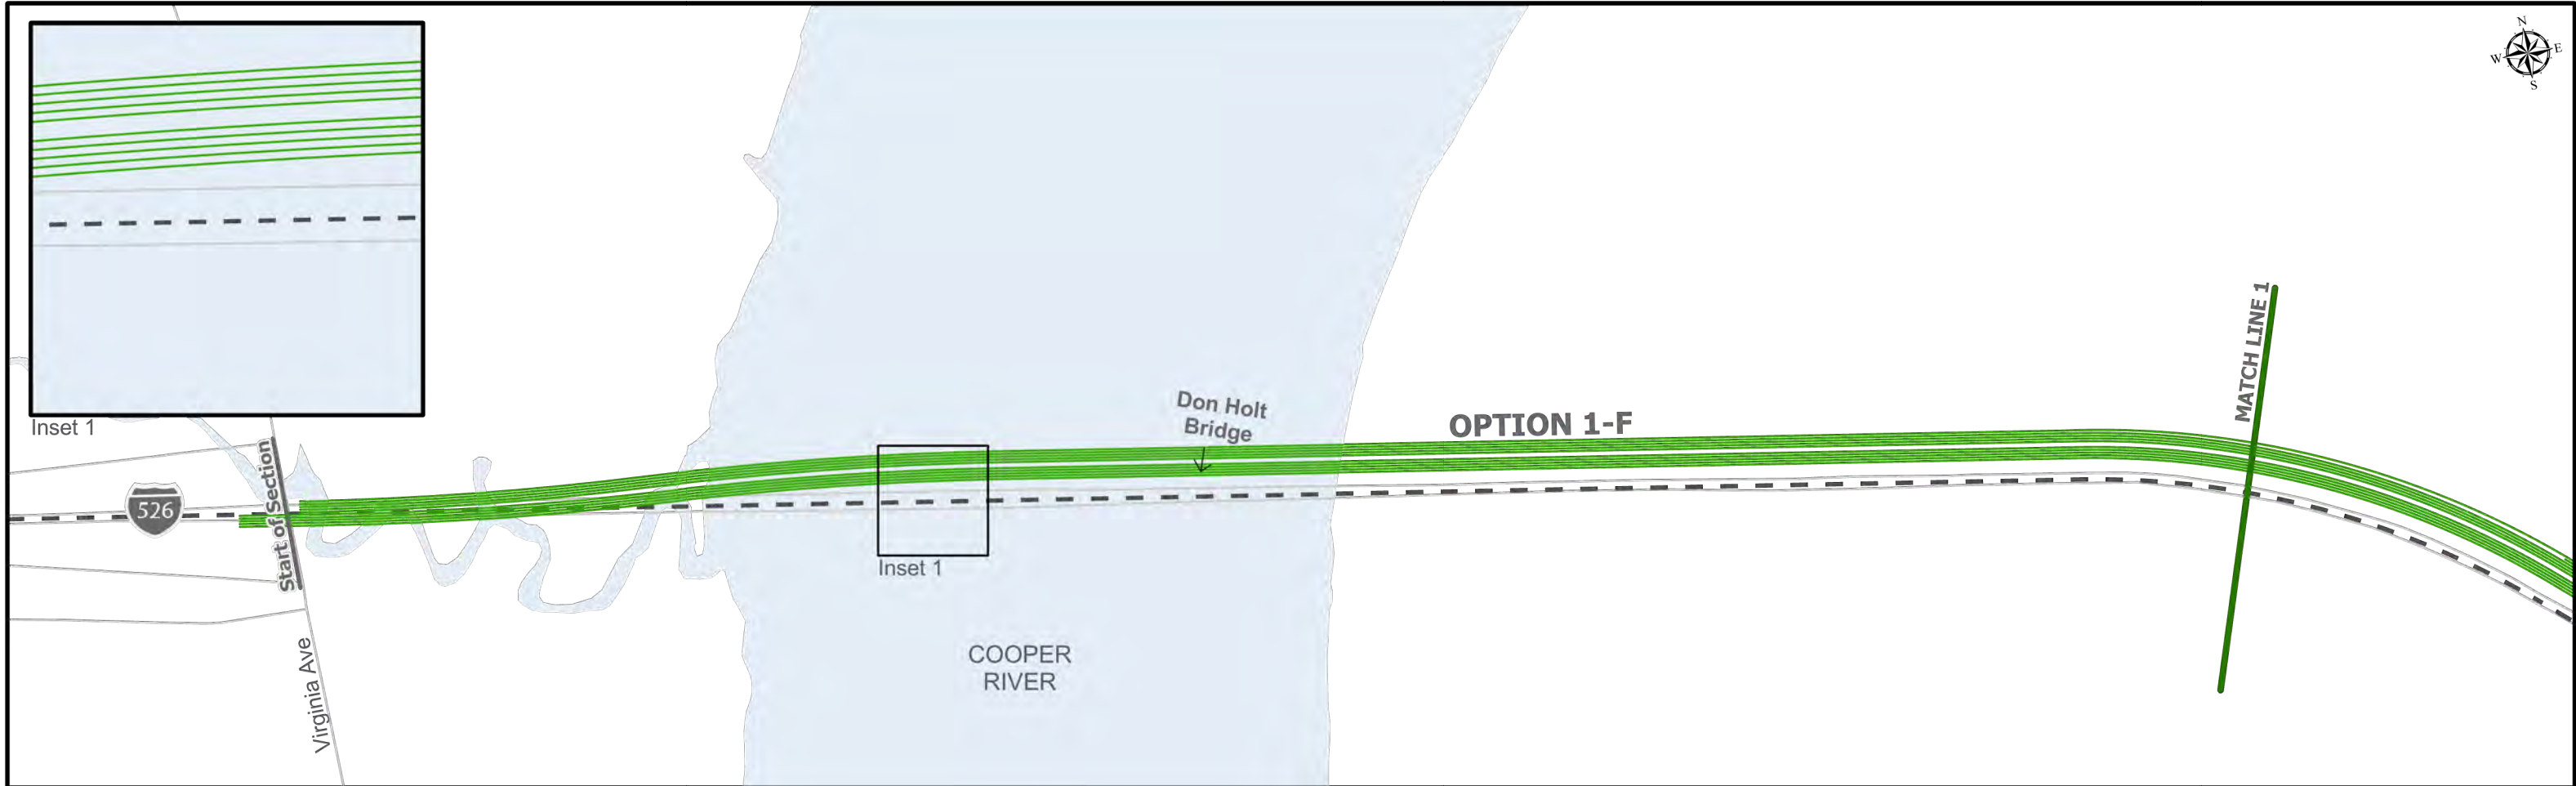 N
W
E
S
Inset 1
526
Start of Section
Virginia Ave
Don Holt
Bridge
Inset 1
COOPER
RIVER
OPTION 1-F
MATCH LINE 1